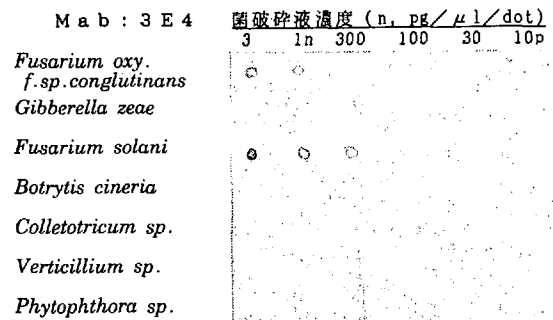 Mab:3E4 菌破砕液濃度(n, pg/μl/dot)
3 1n 300 100 30 10p
Fusarium oxy.
f.sp.conglutinans
Gibberella zeae
Fusarium solani
Botrytis cineria
Colletotricum sp.
Verticillium sp.
Phytophthora sp.